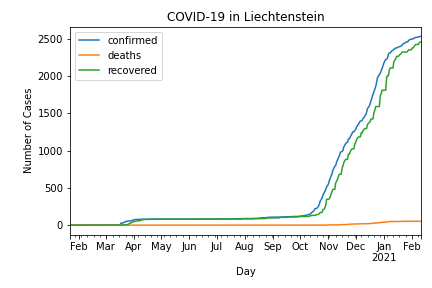 COVID-19 in Liechtenstein
confirmed
deaths
recovered
2500
2000
1500
1000
500
0
Number of Cases
Feb Mar Apr May Jun Jul Aug Sep Oct Nov Dec Jan Feb
2021
Day